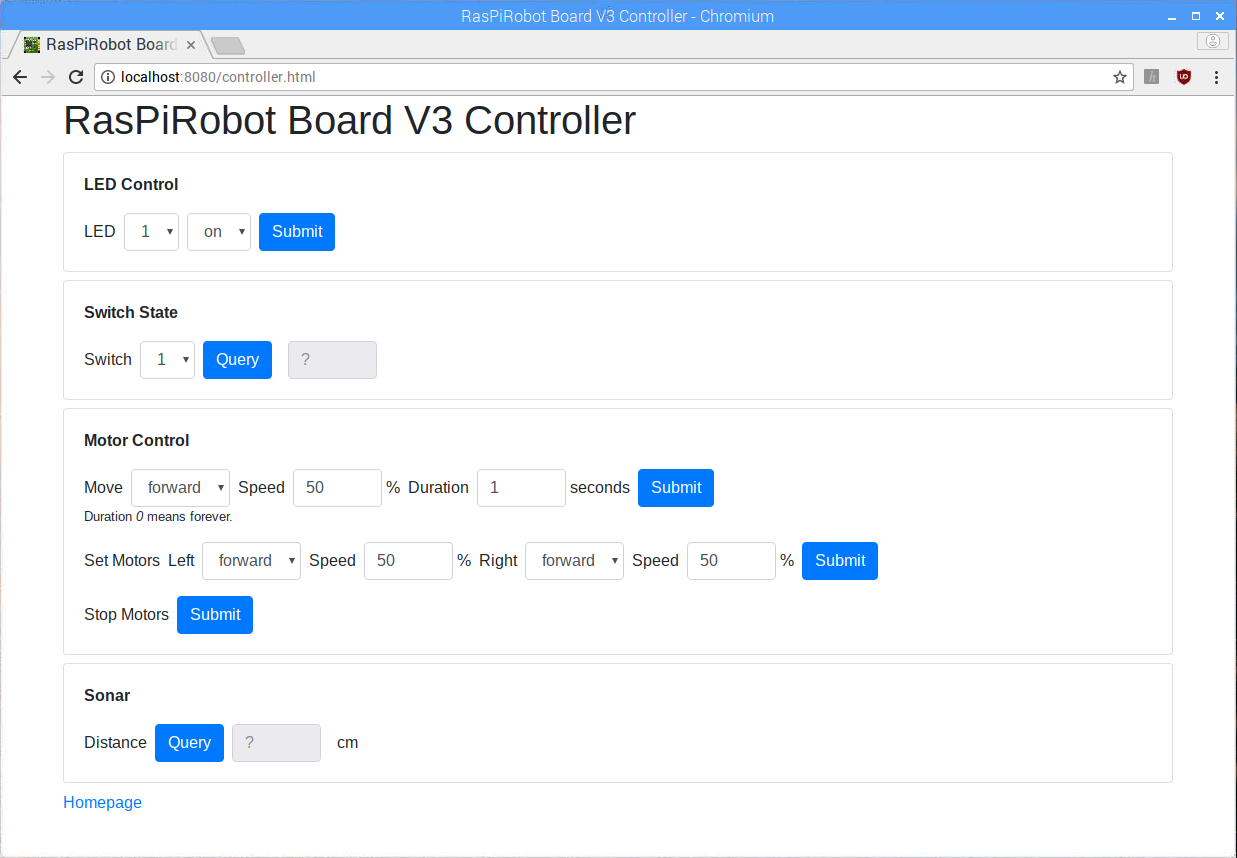 RasPiRobot Board V3 Controller - Chromium
RasPiRobot Board
localhost:8080/controller.html
RasPiRobot Board V3 Controller
LED Control
LED 1 on Submit
Switch State
Switch 1 Query ?
Motor Control
Move forward Speed 50 % Duration 1 seconds Submit
Duration 0 means forever.
Set Motors Left forward Speed 50 % Right forward Speed 50 % Submit
Stop Motors Submit
Sonar
Distance Query ? cm
Homepage